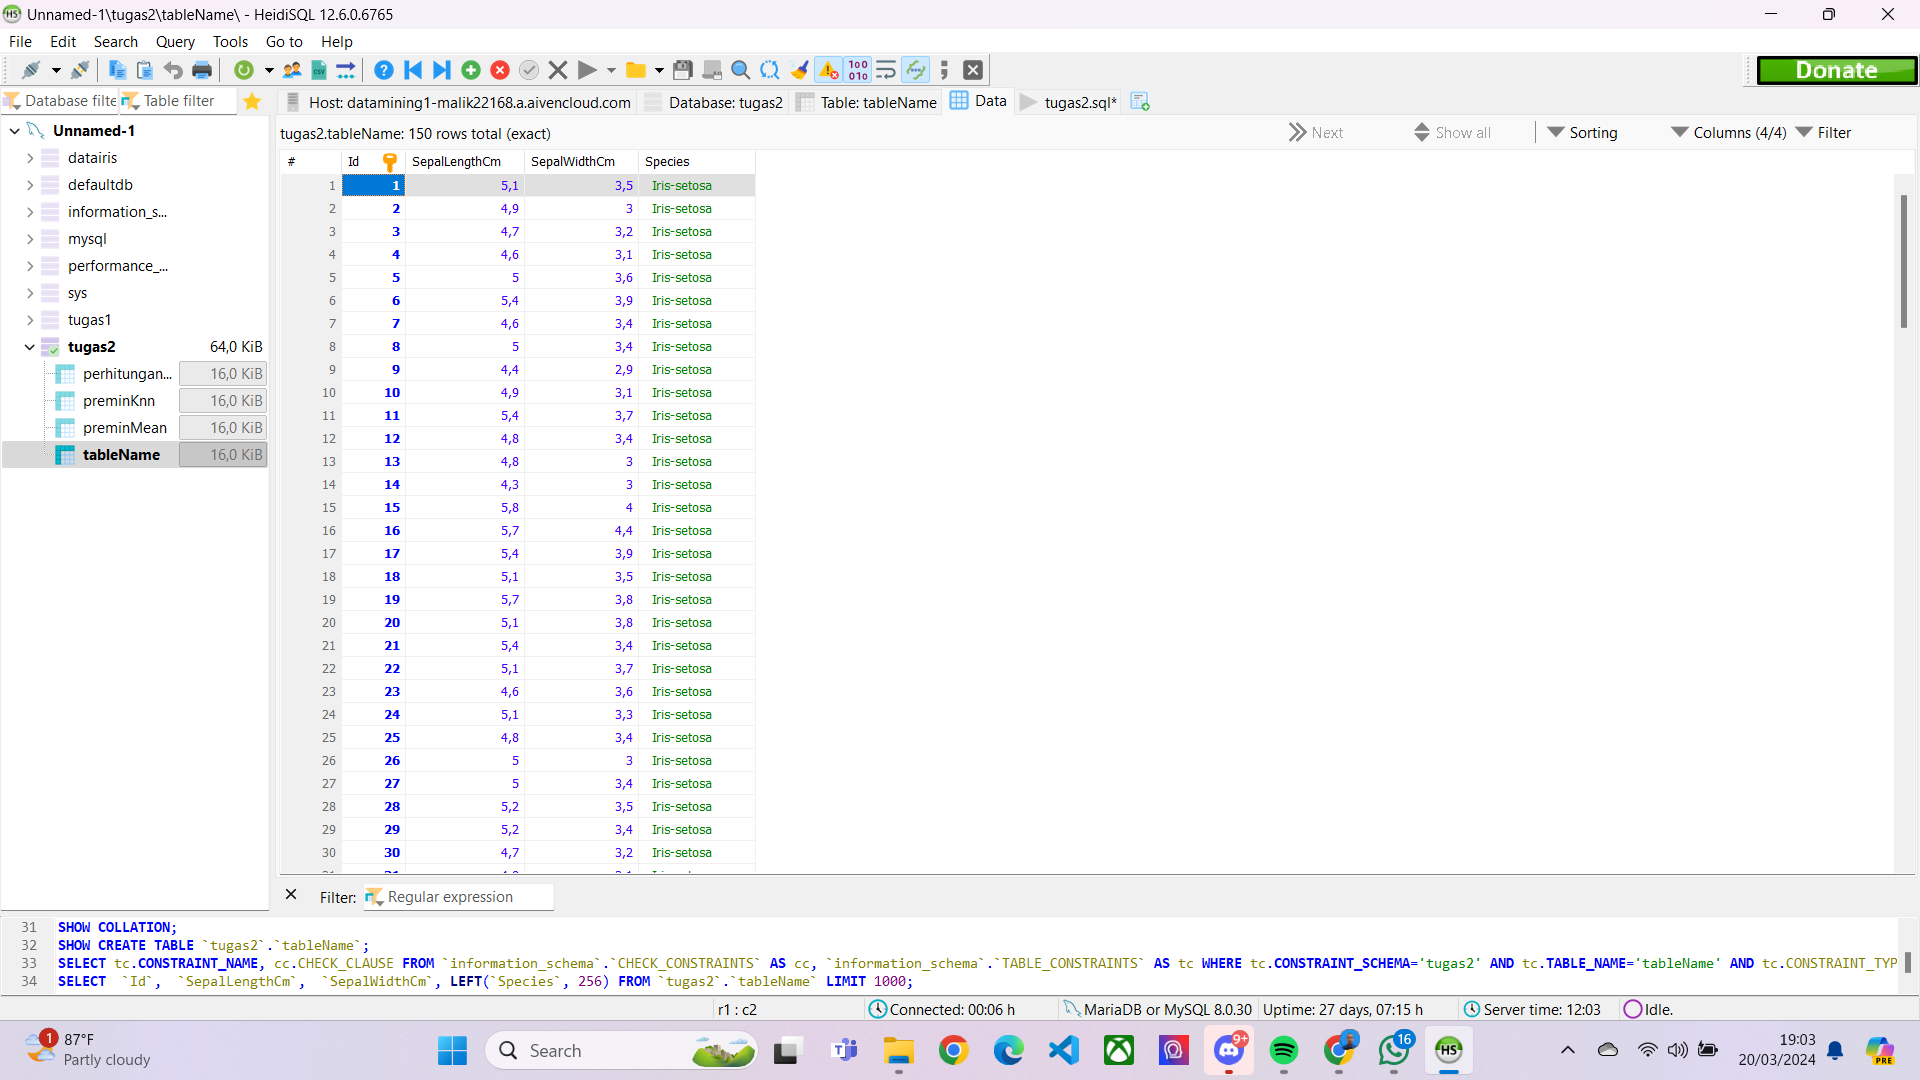 Unnamed-1\tugas2\tableName\ - HeidiSQL 12.6.0.6765
File Edit Search Query Tools Go to Help
Donate
Database filte Table filter
Host: datamining1-malik22168.a.aivencloud.com Database: tugas2 Table: tableName Data tugas2.sql*
Unnamed-1
datairis
defaultdb
information_s...
mysql
performance_...
sys
tugas1
tugas2 64,0 KiB
perhitungan... 16,0 KiB
preminKnn 16,0 KiB
preminMean 16,0 KiB
tableName 16,0 KiB
tugas2.tableName: 150 rows total (exact) Next Show all Sorting Columns (4/4) Filter
# Id SepalLengthCm SepalWidthCm Species
1 1 5,1 3,5 Iris-setosa
2 2 4,9 3 Iris-setosa
3 3 4,7 3,2 Iris-setosa
4 4 4,6 3,1 Iris-setosa
5 5 5 3,6 Iris-setosa
6 6 5,4 3,9 Iris-setosa
7 7 4,6 3,4 Iris-setosa
8 8 5 3,4 Iris-setosa
9 9 4,4 2,9 Iris-setosa
10 10 4,9 3,1 Iris-setosa
11 11 5,4 3,7 Iris-setosa
12 12 4,8 3,4 Iris-setosa
13 13 4,8 3 Iris-setosa
14 14 4,3 3 Iris-setosa
15 15 5,8 4 Iris-setosa
16 16 5,7 4,4 Iris-setosa
17 17 5,4 3,9 Iris-setosa
18 18 5,1 3,5 Iris-setosa
19 19 5,7 3,8 Iris-setosa
20 20 5,1 3,8 Iris-setosa
21 21 5,4 3,4 Iris-setosa
22 22 5,1 3,7 Iris-setosa
23 23 4,6 3,6 Iris-setosa
24 24 5,1 3,3 Iris-setosa
25 25 4,8 3,4 Iris-setosa
26 26 5 3 Iris-setosa
27 27 5 3,4 Iris-setosa
28 28 5,2 3,5 Iris-setosa
29 29 5,2 3,4 Iris-setosa
30 30 4,7 3,2 Iris-setosa
Filter: Regular expression
31 SHOW COLLATION;
32 SHOW CREATE TABLE `tugas2`.`tableName`;
33 SELECT tc.CONSTRAINT_NAME, cc.CHECK_CLAUSE FROM `information_schema`.`CHECK_CONSTRAINTS` AS cc, `information_schema`.`TABLE_CONSTRAINTS` AS tc WHERE tc.CONSTRAINT_SCHEMA='tugas2' AND tc.TABLE_NAME='tableName' AND tc.CONSTRAINT_TYP
34 SELECT `Id`, `SepalLengthCm`, `SepalWidthCm`, LEFT(`Species`, 256) FROM `tugas2`.`tableName` LIMIT 1000;
r1 : c2 Connected: 00:06 h MariaDB or MySQL 8.0.30 Uptime: 27 days, 07:15 h Server time: 12:03 Idle.
1 87°F
Partly cloudy
Search
9+
16
HS
19:03
20/03/2024
PRE